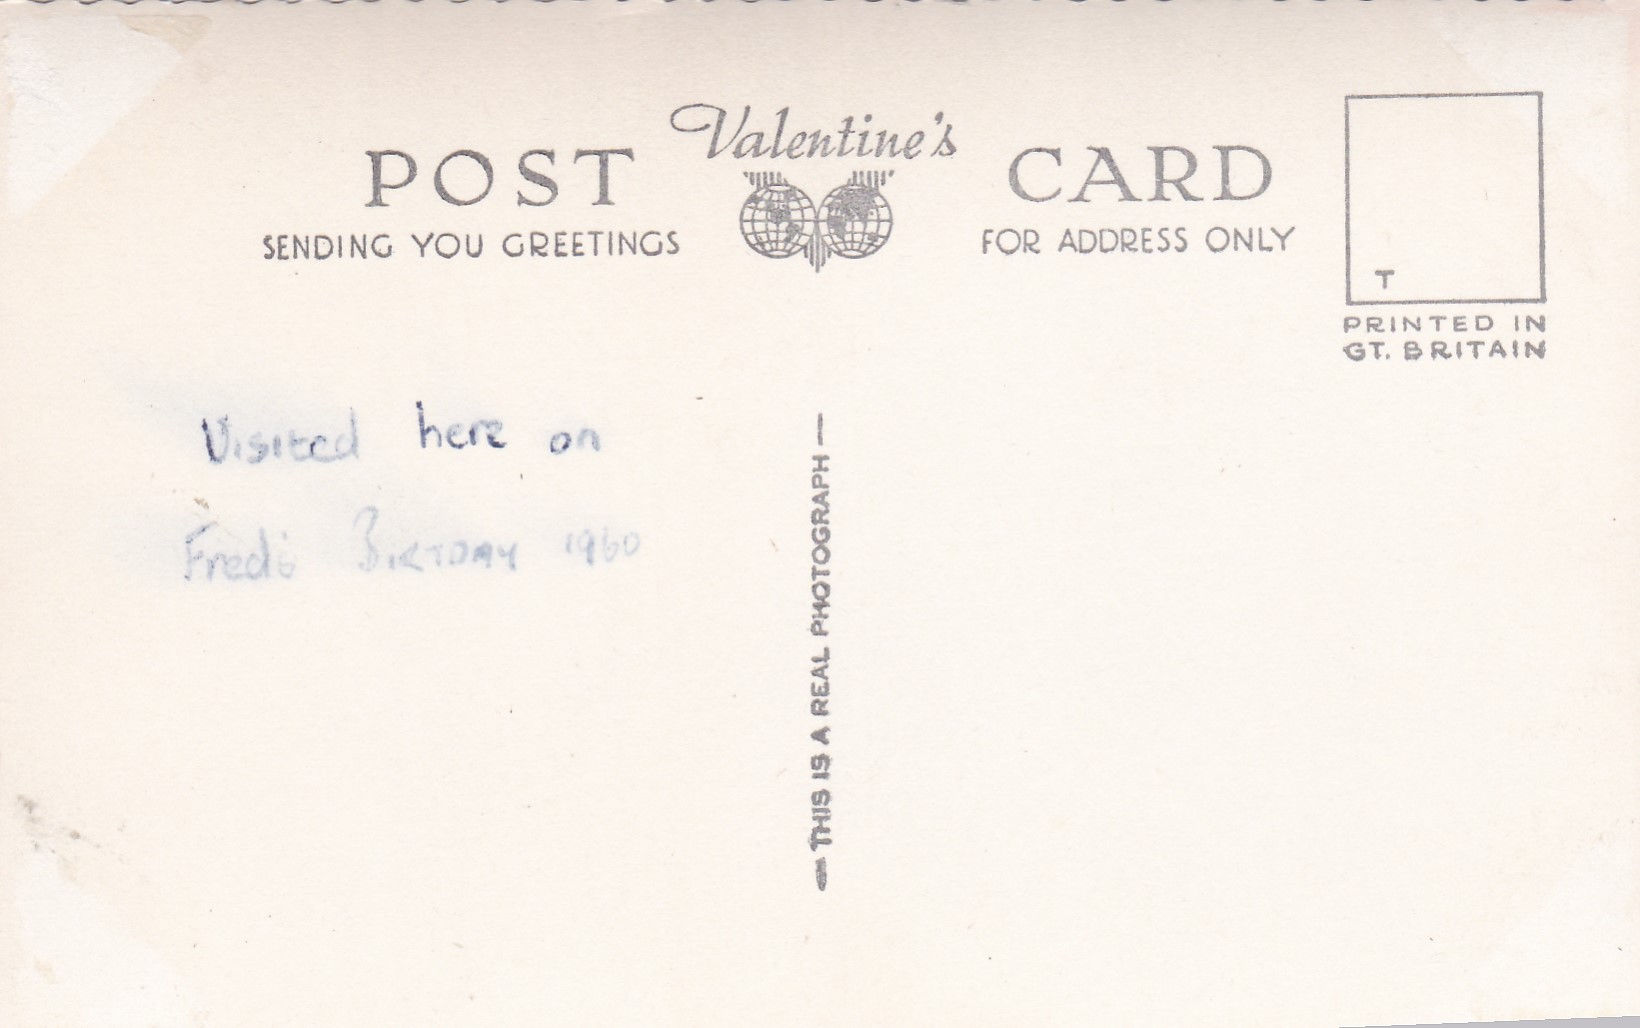 Valentine's
POST CARD
SENDING YOU GREETINGS
FOR ADDRESS ONLY
T
PRINTED IN
GT. BRITAIN
Visited here on
Fred's BIRTDAY 1960
— THIS IS A REAL PHOTOGRAPH —